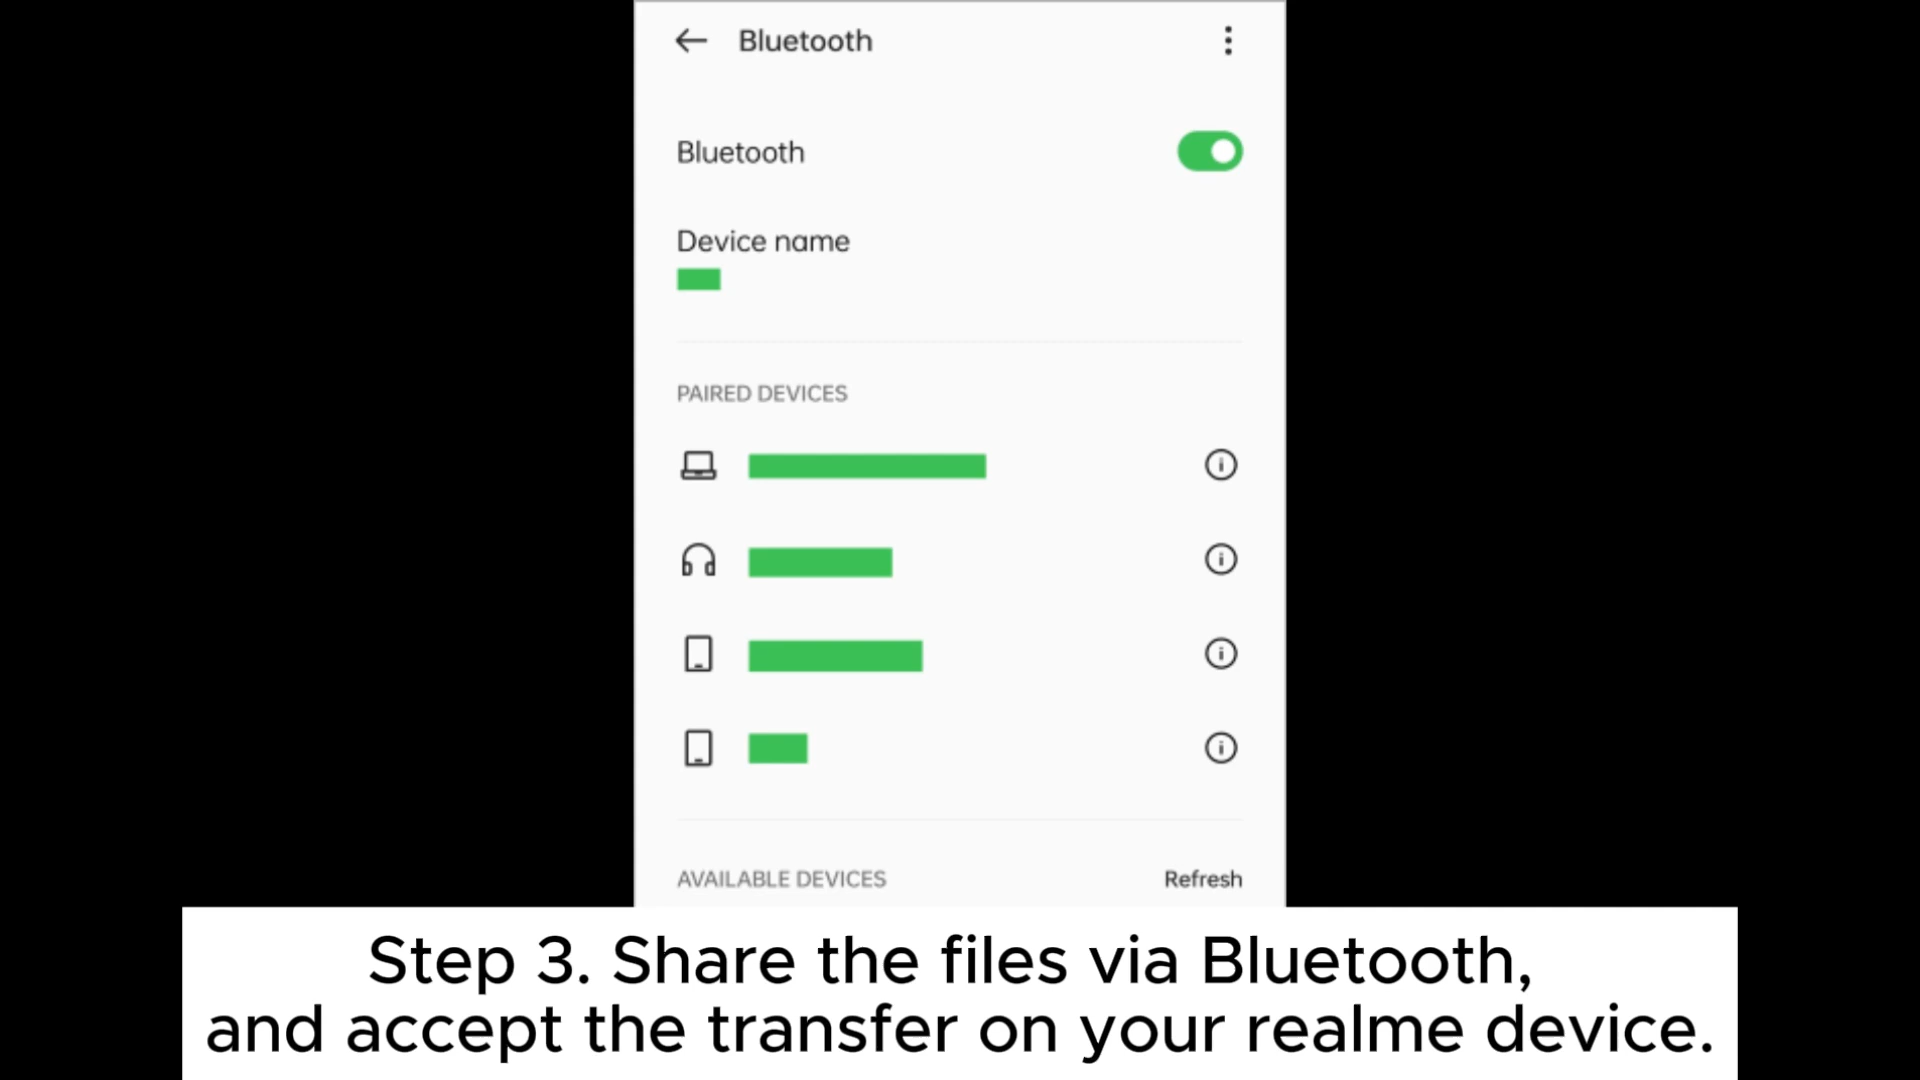 Bluetooth
Bluetooth
Device name
PAIRED DEVICES
AVAILABLE DEVICES Refresh
Step 3. Share the files via Bluetooth,
and accept the transfer on your realme device.